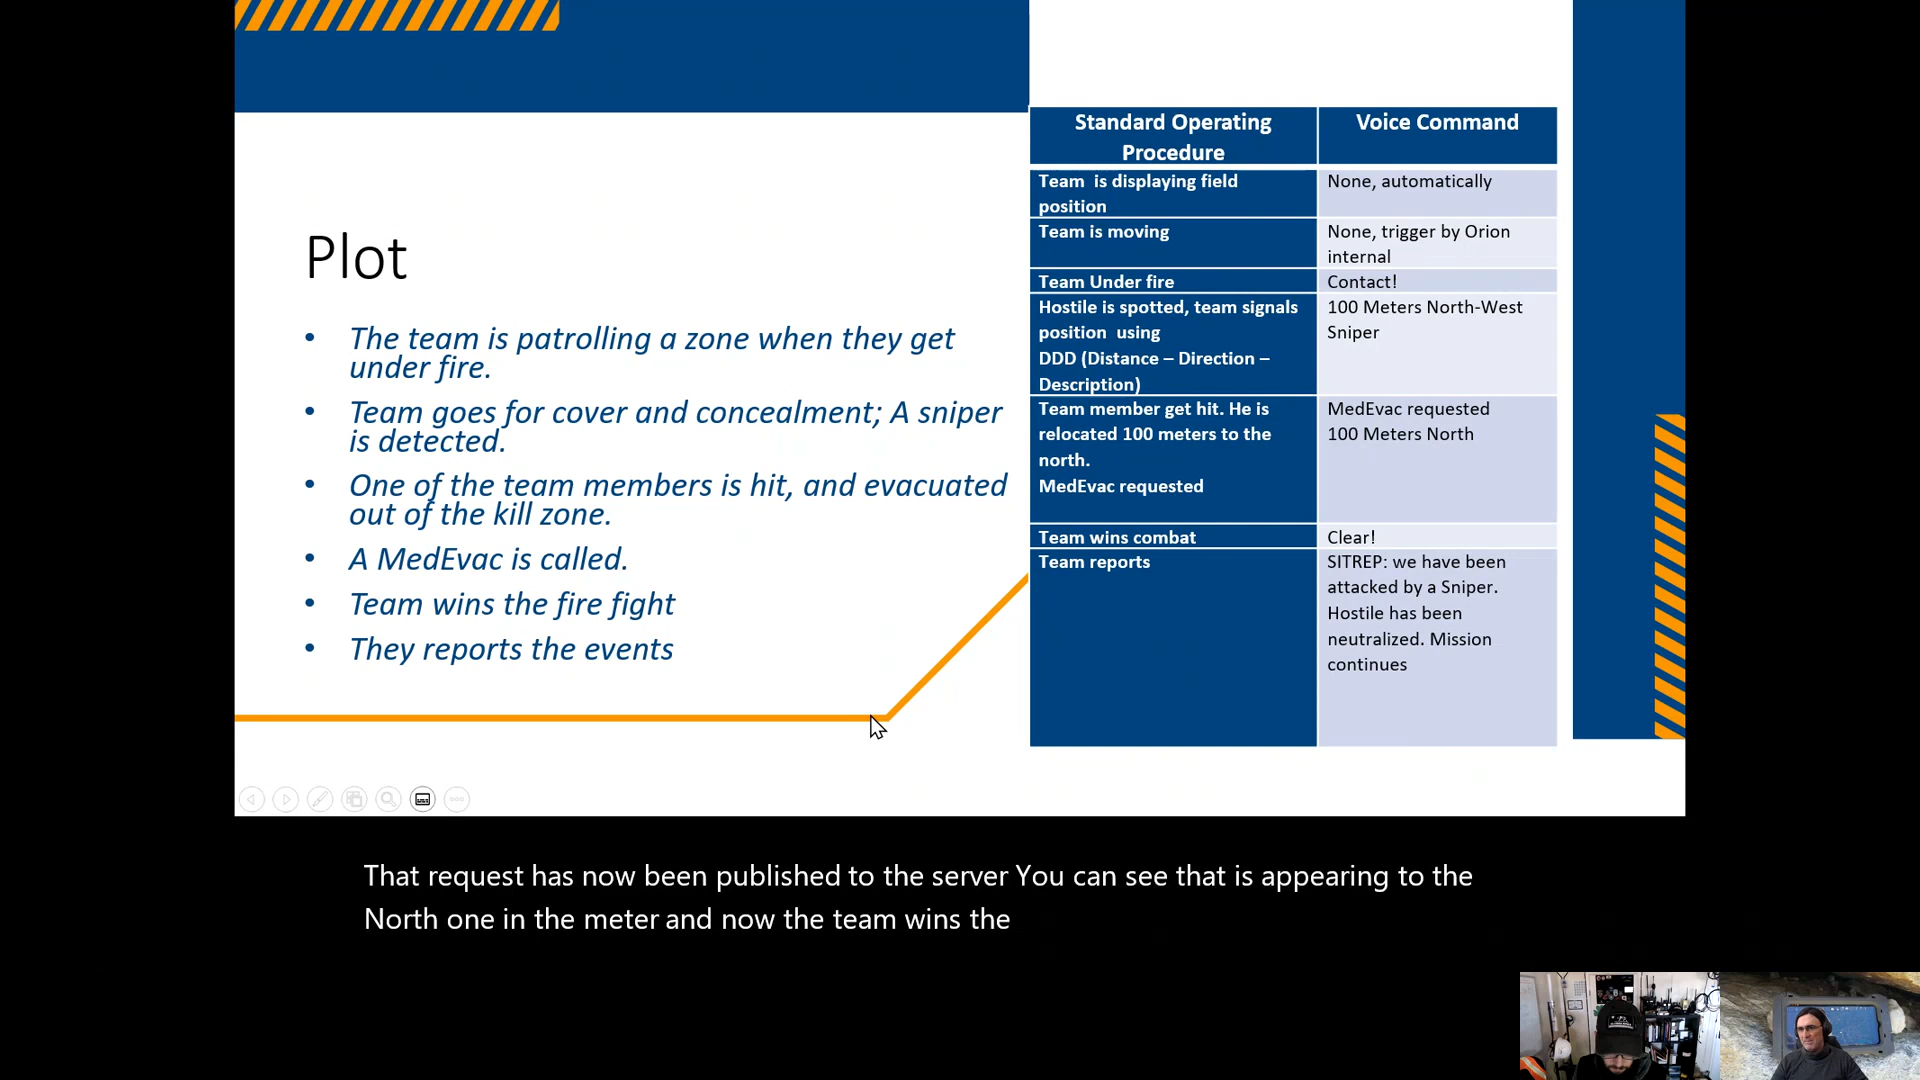 Plot
• The team is patrolling a zone when they get
under fire.
• Team goes for cover and concealment; A sniper
is detected.
• One of the team members is hit, and evacuated
out of the kill zone.
• A MedEvac is called.
• Team wins the fire fight
• They reports the events
Standard Operating
Procedure
Voice Command
Team is displaying field
position
None, automatically
Team is moving
None, trigger by Orion
internal
Team Under fire
Contact!
Hostile is spotted, team signals
position using
DDD (Distance – Direction –
Description)
100 Meters North-West
Sniper
Team member get hit. He is
relocated 100 meters to the
north.
MedEvac requested
MedEvac requested
100 Meters North
Team wins combat
Clear!
Team reports
SITREP: we have been
attacked by a Sniper.
Hostile has been
neutralized. Mission
continues
That request has now been published to the server You can see that is appearing to the
North one in the meter and now the team wins the